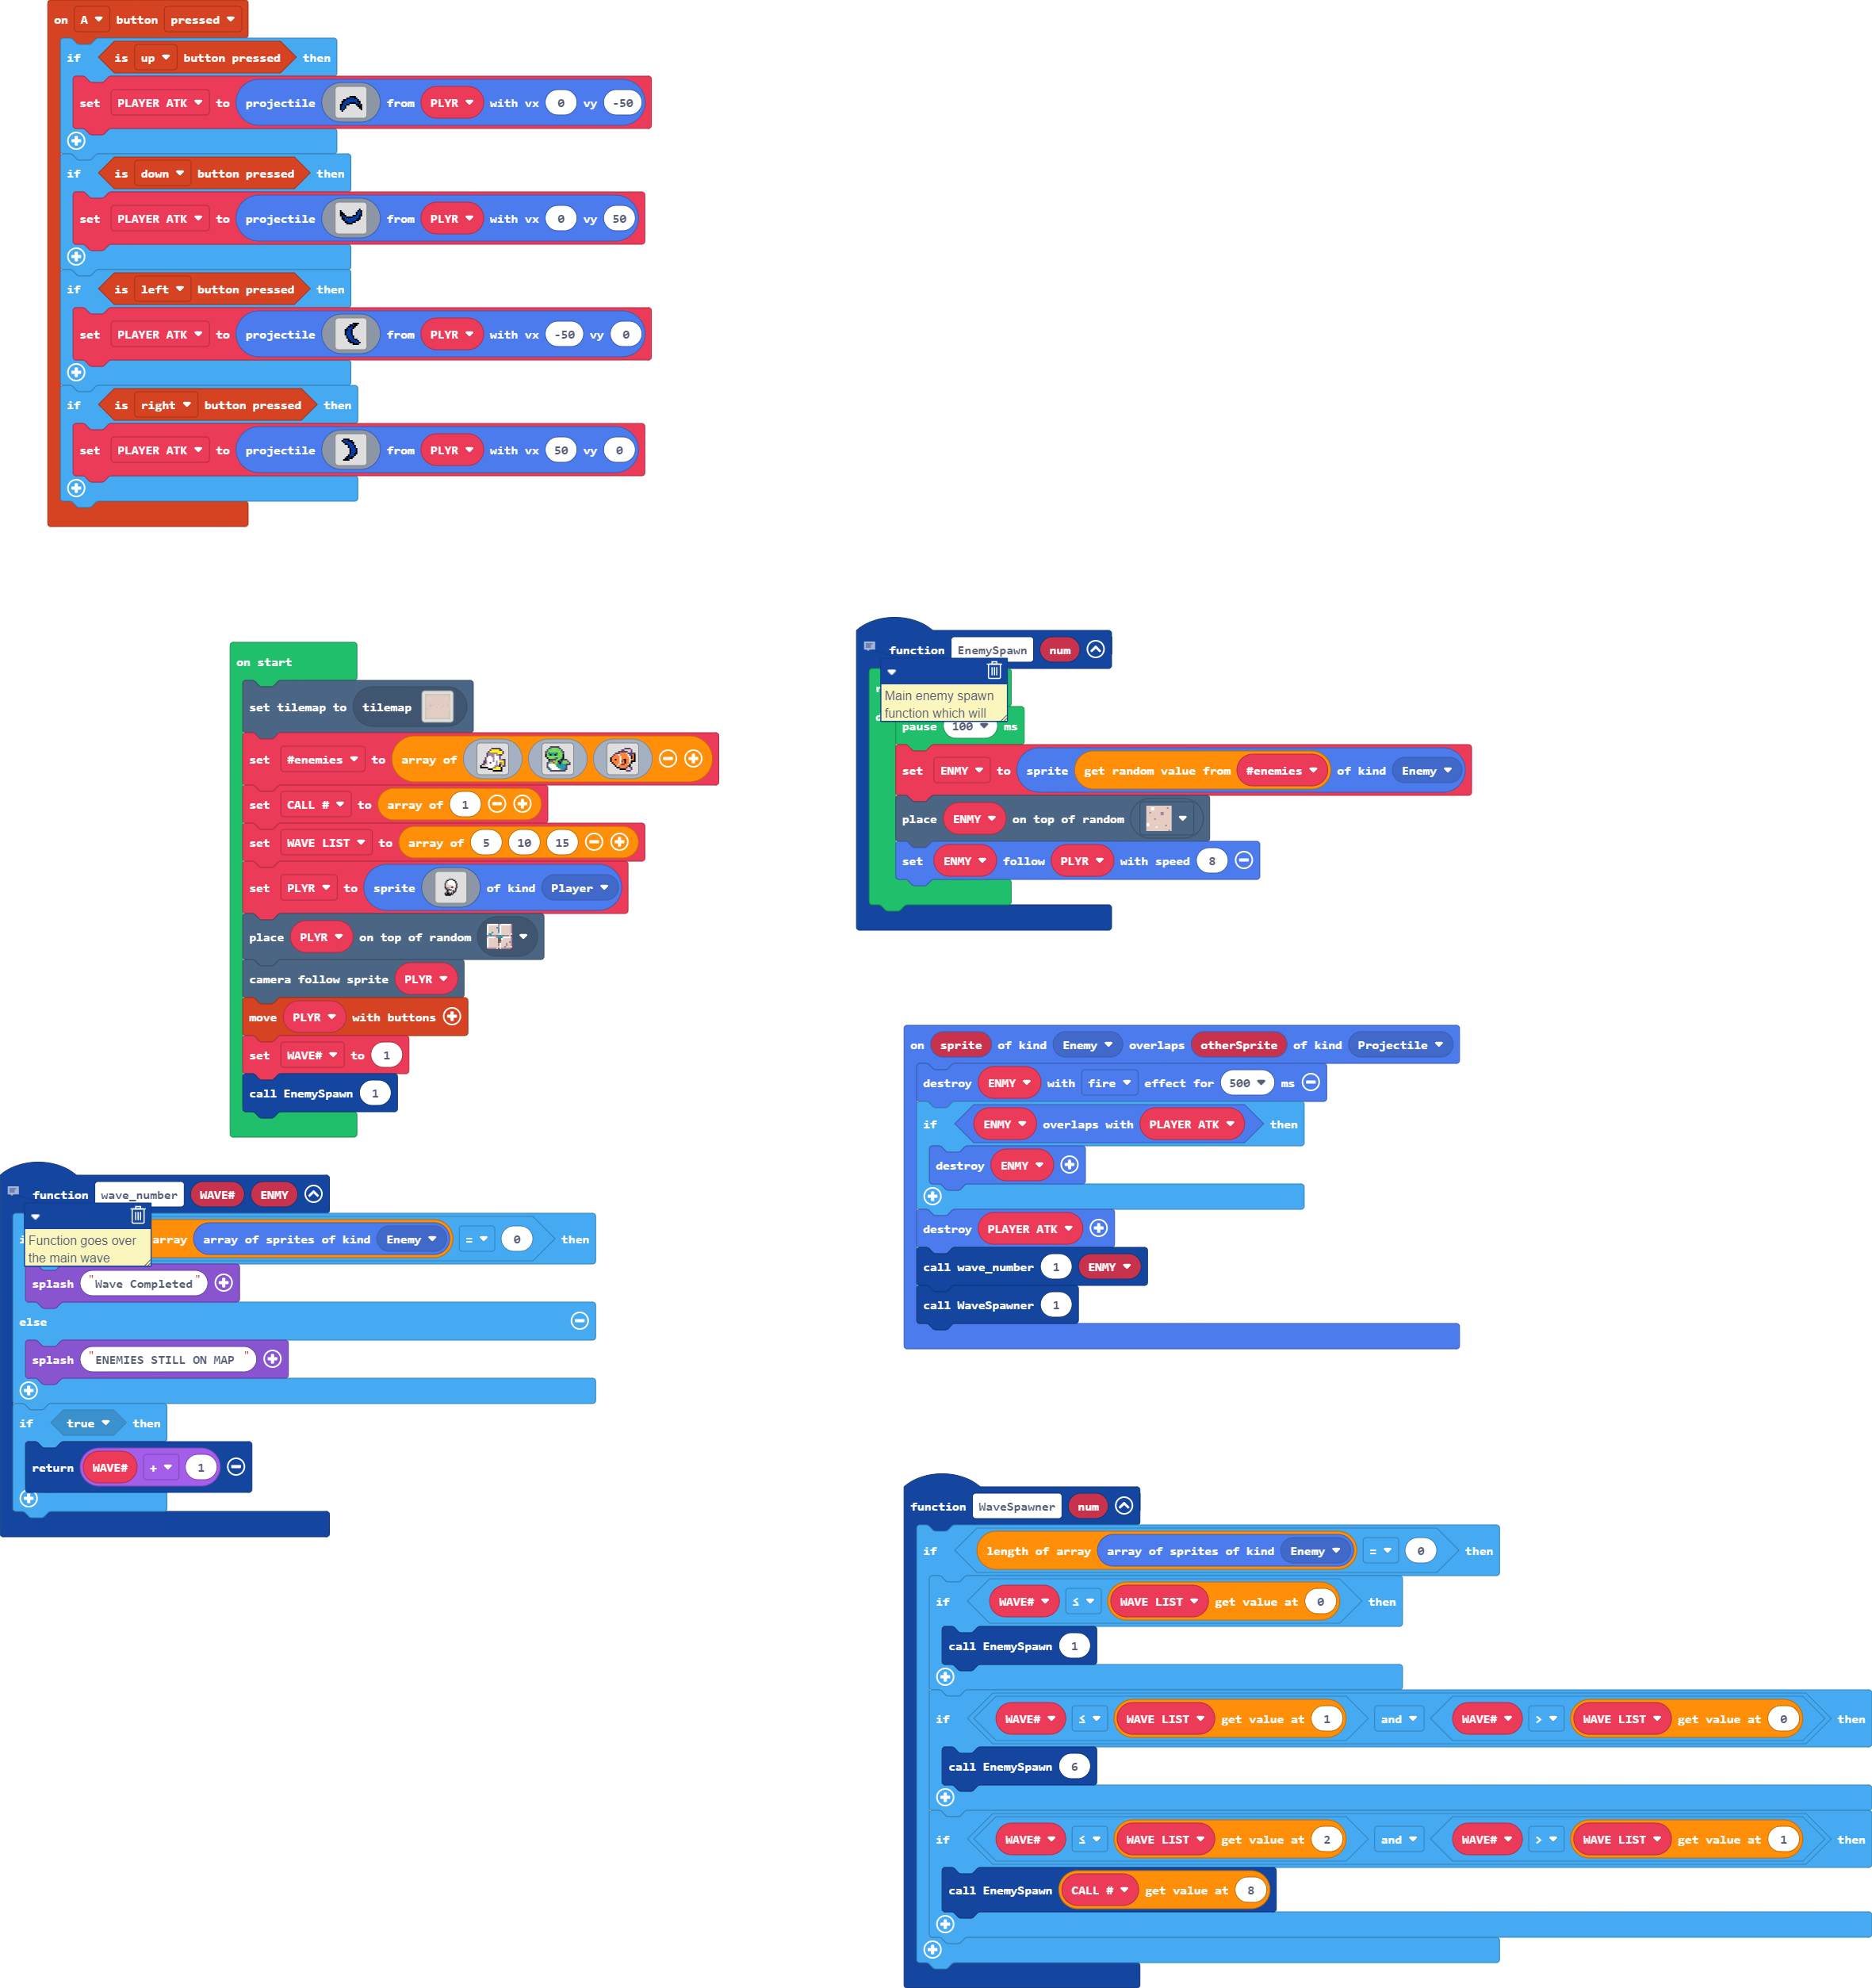 on A button pressed
if is up button pressed then
set PLAYER ATK to projectile from PLYR with vx 0 vy -50
if is down button pressed then
set PLAYER ATK to projectile from PLYR with vx 0 vy 50
if is left button pressed then
set PLAYER ATK to projectile from PLYR with vx -50 vy 0
if is right button pressed then
set PLAYER ATK to projectile from PLYR with vx 50 vy 0
on start
set tilemap to tilemap
set #enemies to array of
set CALL # to array of 1
set WAVE LIST to array of 5 10 15
set PLYR to sprite of kind Player
place PLYR on top of random
camera follow sprite PLYR
move PLYR with buttons
set WAVE# to 1
call EnemySpawn 1
function EnemySpawn num
Main enemy spawn
function which will
pause 100 ms
set ENMY to sprite get random value from #enemies of kind Enemy
place ENMY on top of random
set ENMY follow PLYR with speed 8
on sprite of kind Enemy overlaps otherSprite of kind Projectile
destroy ENMY with fire effect for 500 ms
if ENMY overlaps with PLAYER ATK then
destroy ENMY
destroy PLAYER ATK
call wave_number 1 ENMY
call WaveSpawner 1
function wave_number WAVE# ENMY
array array of sprites of kind Enemy = 0 then
Function goes over
the main wave
splash "Wave Completed"
else
splash "ENEMIES STILL ON MAP "
if true then
return WAVE# + 1
function WaveSpawner num
if length of array array of sprites of kind Enemy = 0 then
if WAVE# ≤ WAVE LIST get value at 0 then
call EnemySpawn 1
if WAVE# ≤ WAVE LIST get value at 1 and WAVE# > WAVE LIST get value at 0 then
call EnemySpawn 6
if WAVE# ≤ WAVE LIST get value at 2 and WAVE# > WAVE LIST get value at 1 then
call EnemySpawn CALL # get value at 8